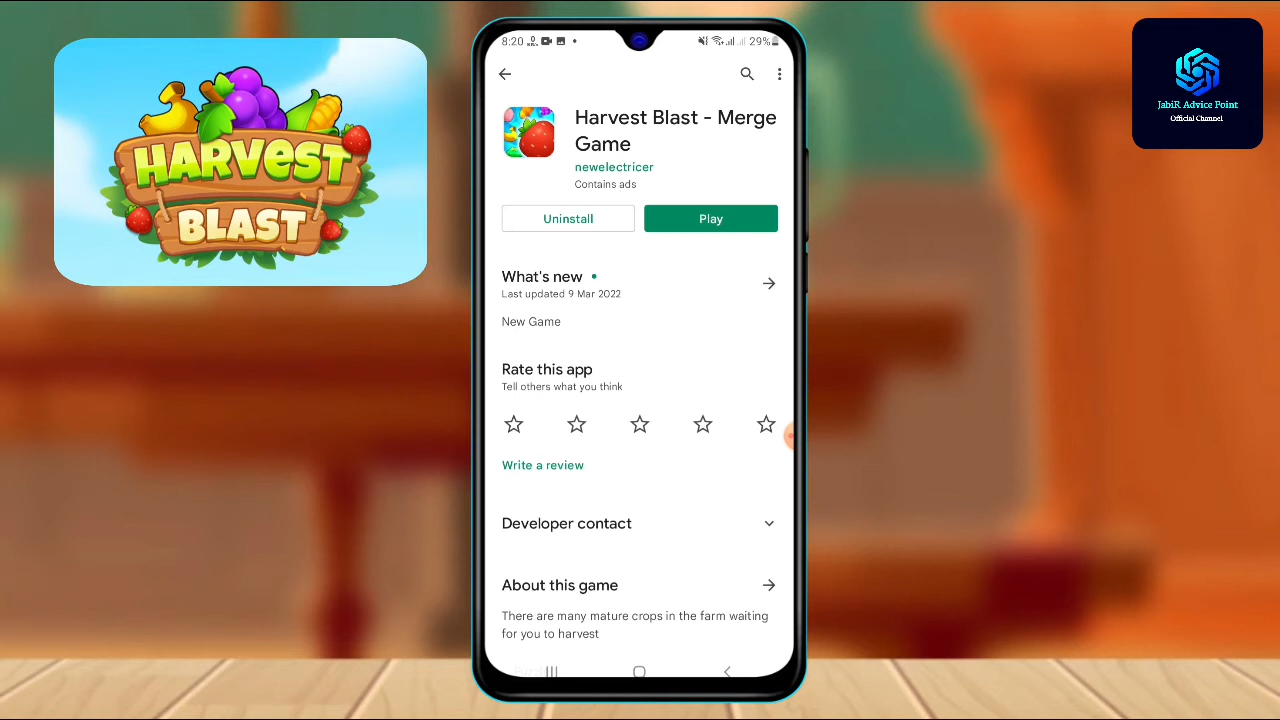 HARVEST
BLAST
8:20
29%
Harvest Blast - Merge
Game
newelectricer
Contains ads
Uninstall
Play
What's new
Last updated 9 Mar 2022
New Game
Rate this app
Tell others what you think
Write a review
Developer contact
About this game
There are many mature crops in the farm waiting
for you to harvest
JabiR Advice Point
Official Channel